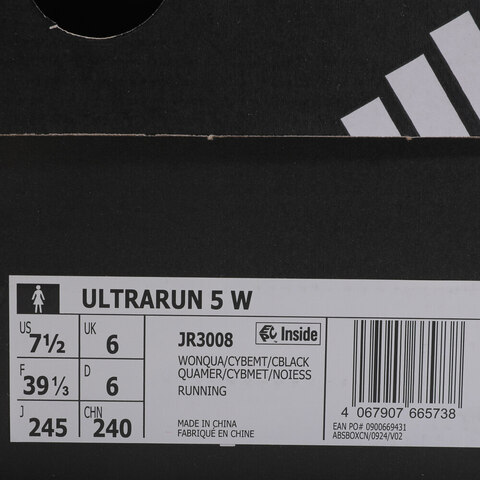 ULTRARUN 5 W
US 7½
UK 6
F 39⅓
D 6
J 245
CHN 240
JR3008
Inside
WONQUA/CYBEMT/CBLACK
QUAMER/CYBMET/NOIESS
RUNNING
MADE IN CHINA
FABRIQUÉ EN CHINE
4 067907 665738
EAN PO# 0900669431
ABSBOXCN/0924/V02